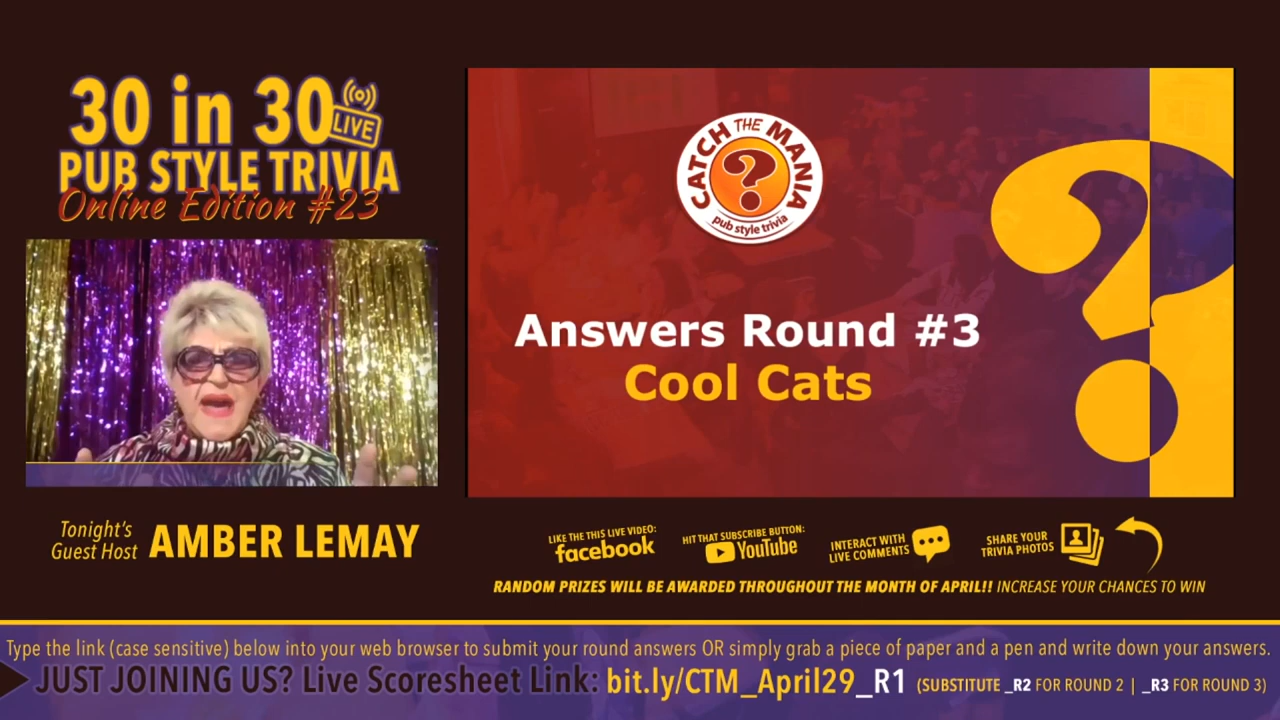 30 in 30
LIVE
PUB STYLE TRIVIA
Online Edition #23
CATCH THE MANIA
?
pub style trivia
?
Answers Round #3
Cool Cats
Tonight's
Guest Host
AMBER LEMAY
LIKE THE THIS LIVE VIDEO:
facebook
HIT THAT SUBSCRIBE BUTTON:
YouTube
INTERACT WITH
LIVE COMMENTS
SHARE YOUR
TRIVIA PHOTOS
RANDOM PRIZES WILL BE AWARDED THROUGHOUT THE MONTH OF APRIL!! INCREASE YOUR CHANCES TO WIN
Type the link (case sensitive) below into your web browser to submit your round answers OR simply grab a piece of paper and a pen and write down your answers.
JUST JOINING US? Live Scoresheet Link: bit.ly/CTM_April29_R1 (SUBSTITUTE _R2 FOR ROUND 2 | _R3 FOR ROUND 3)